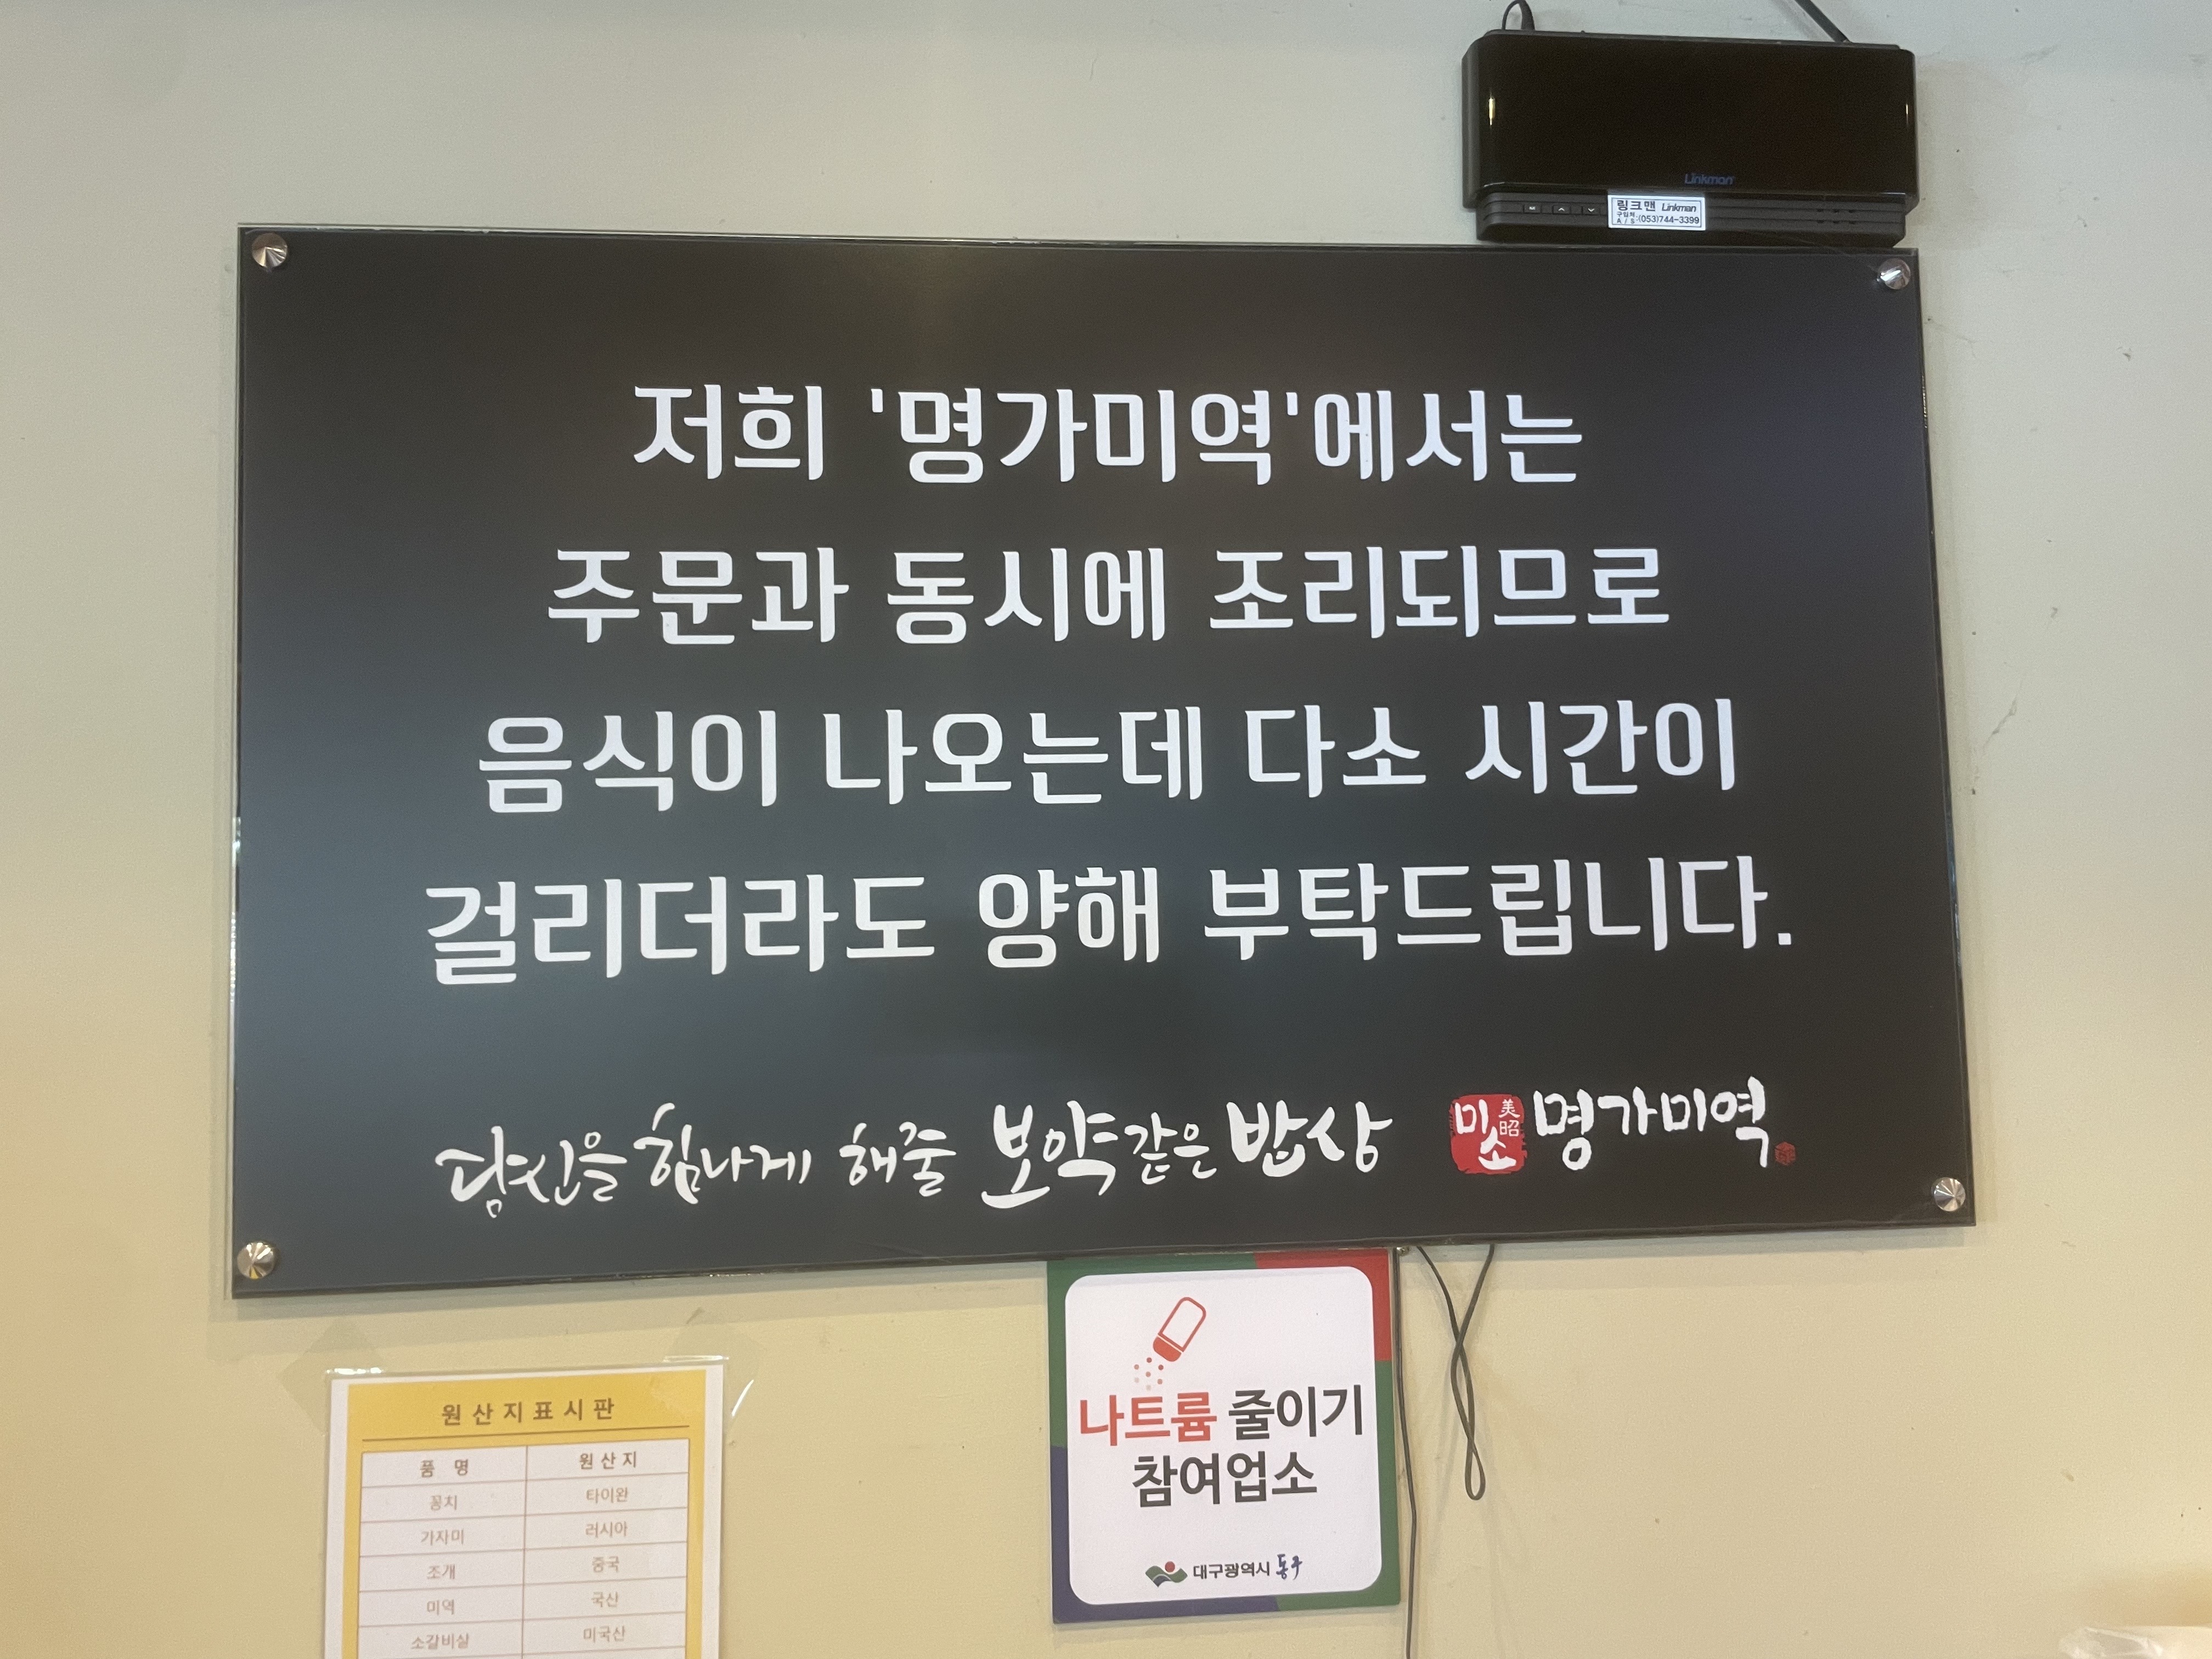 Linkman
링크맨 Linkman
구입처
A / S (053)744-3399
저희 '명가미역'에서는
주문과 동시에 조리되므로
음식이 나오는데 다소 시간이
걸리더라도 양해 부탁드립니다.
당신을 힘나게 해줄 보약같은 밥상 미소 美昭 명가미역
나트륨 줄이기
참여업소
대구광역시 동구
원산지표시판
품 명 원산지
꽁치 타이완
가자미 러시아
조개 중국
미역 국산
소갈비살 미국산